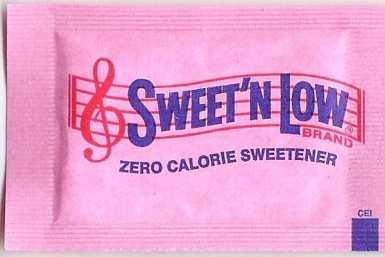 SWEET'N LOW®
BRAND
ZERO CALORIE SWEETENER
CEI